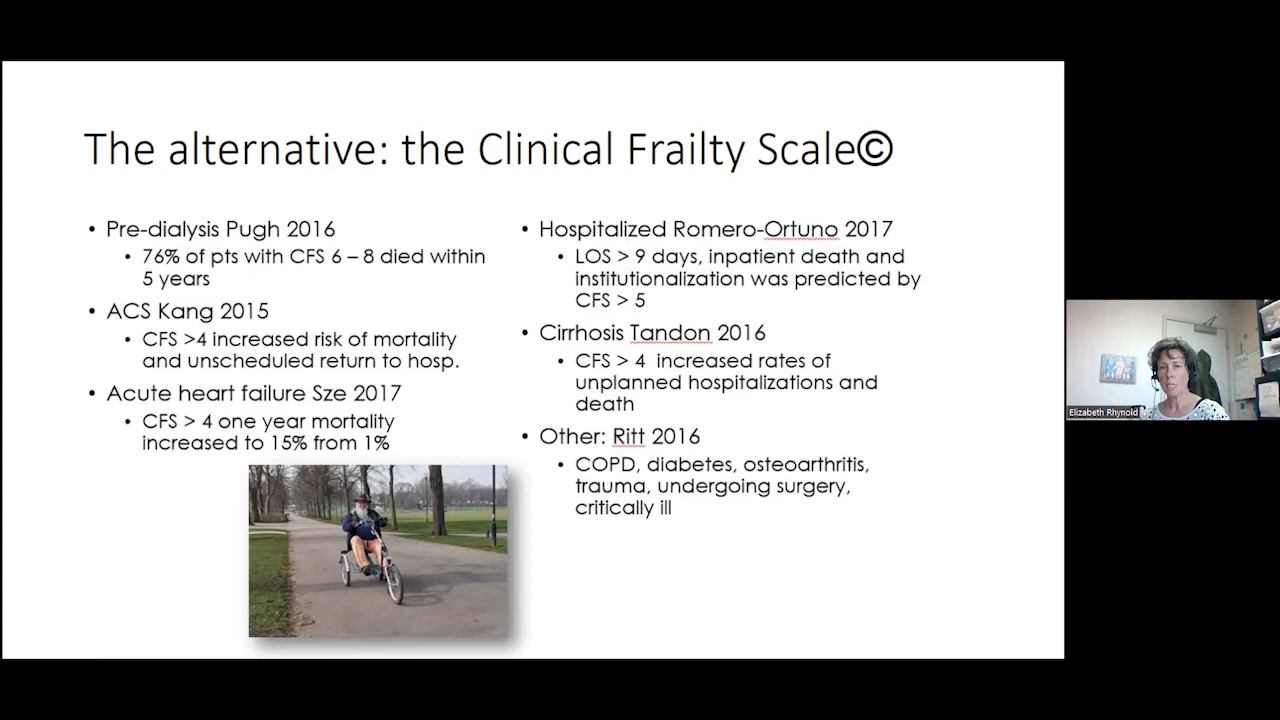 The alternative: the Clinical Frailty Scale©
• Pre-dialysis Pugh 2016
• 76% of pts with CFS 6 – 8 died within
5 years
• ACS Kang 2015
• CFS >4 increased risk of mortality
and unscheduled return to hosp.
• Acute heart failure Sze 2017
• CFS > 4 one year mortality
increased to 15% from 1%
• Hospitalized Romero-Ortuno 2017
• LOS > 9 days, inpatient death and
institutionalization was predicted by
CFS > 5
• Cirrhosis Tandon 2016
• CFS > 4 increased rates of
unplanned hospitalizations and
death
• Other: Ritt 2016
• COPD, diabetes, osteoarthritis,
trauma, undergoing surgery,
critically ill
Elizabeth Rhynold